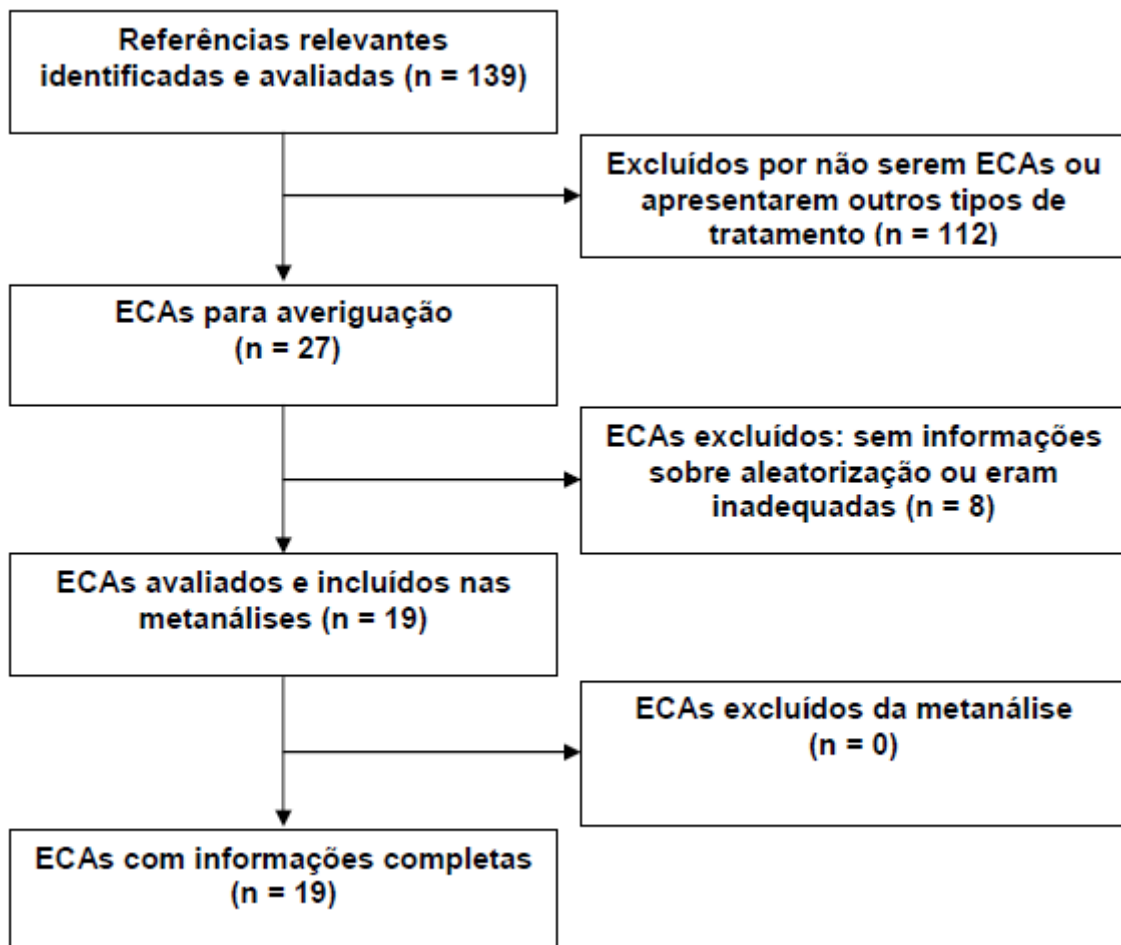 Referências relevantes
identificadas e avaliadas (n = 139)
Excluídos por não serem ECAs ou
apresentarem outros tipos de
tratamento (n = 112)
ECAs para averiguação
(n = 27)
ECAs excluídos: sem informações
sobre aleatorização ou eram
inadequadas (n = 8)
ECAs avaliados e incluídos nas
metanálises (n = 19)
ECAs excluídos da metanálise
(n = 0)
ECAs com informações completas
(n = 19)